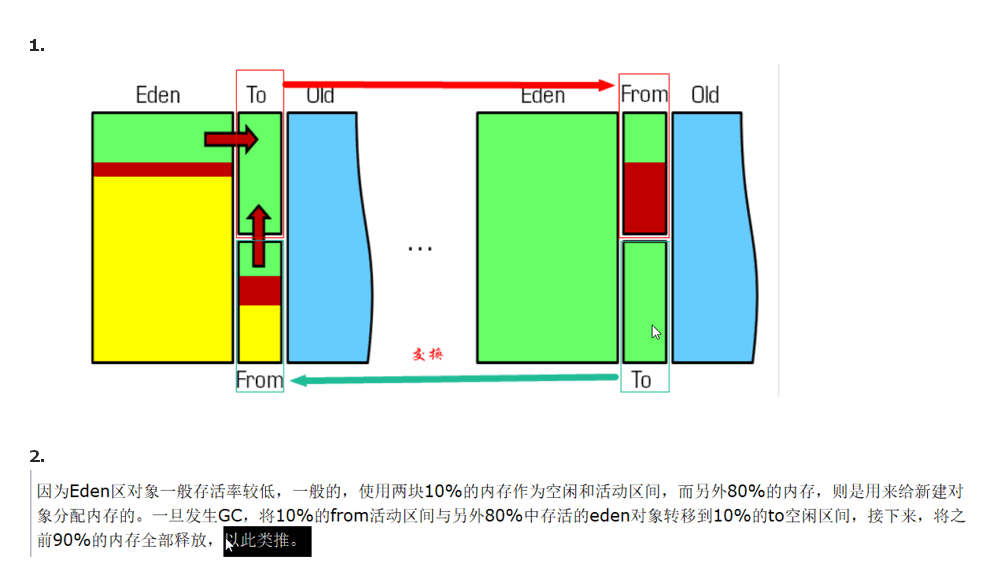 1.
Eden To Old Eden From Old
...
变换
From To
2.
因为Eden区对象一般存活率较低，一般的，使用两块10%的内存作为空闲和活动区间，而另外80%的内存，则是用来给新建对
象分配内存的。一旦发生GC，将10%的from活动区间与另外80%中存活的eden对象转移到10%的to空闲区间，接下来，将之
前90%的内存全部释放，以此类推。